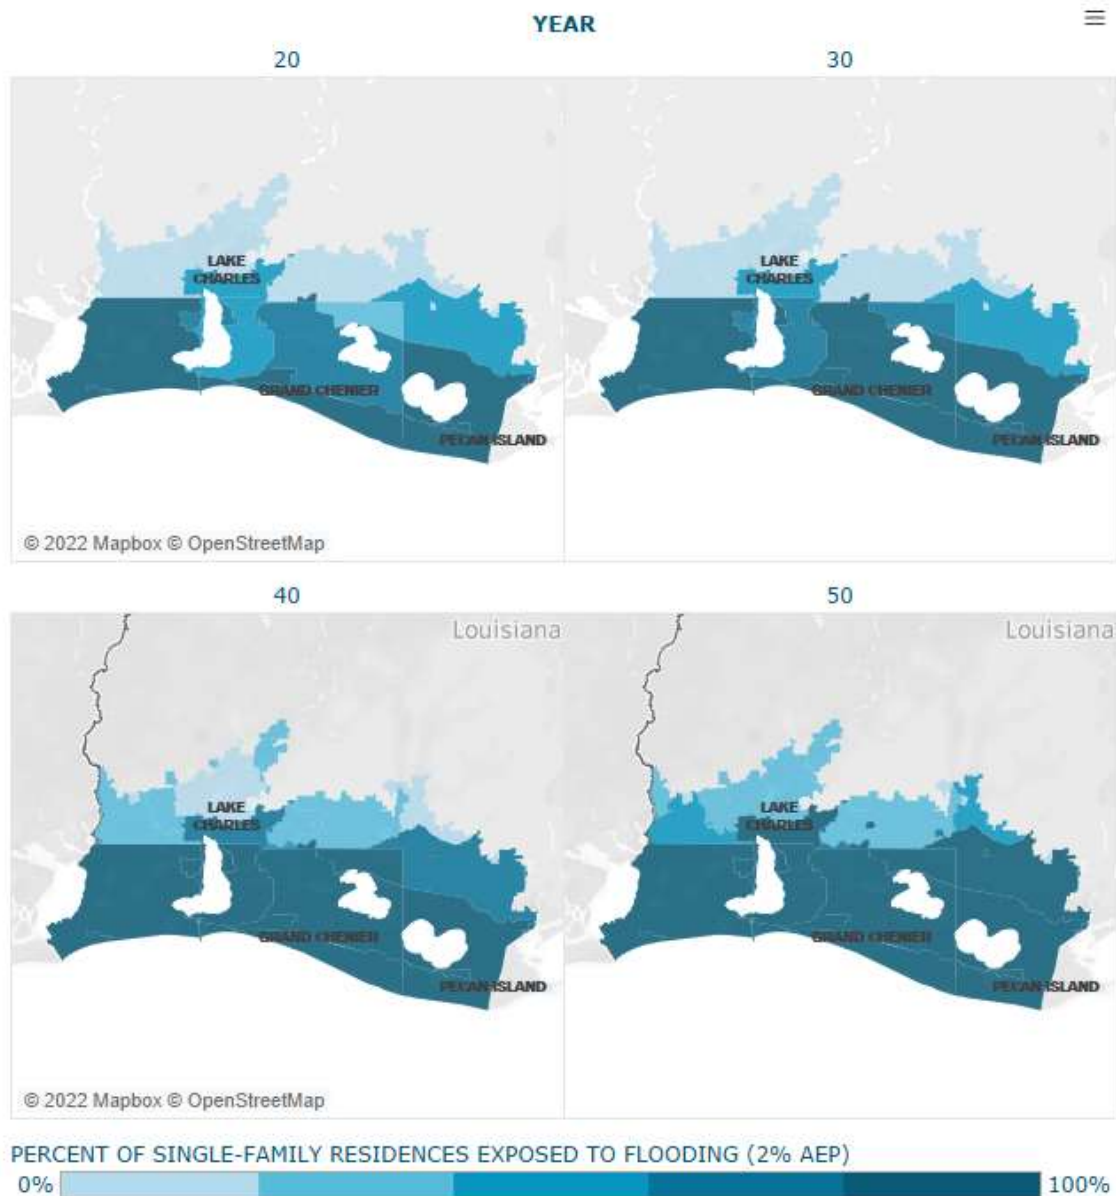 YEAR
20
30
LAKE
CHARLES
GRAND CHENIER
PECAN ISLAND
© 2022 Mapbox © OpenStreetMap
LAKE
CHARLES
GRAND CHENIER
PECAN ISLAND
40
50
Louisiana
LAKE
CHARLES
GRAND CHENIER
PECAN ISLAND
© 2022 Mapbox © OpenStreetMap
Louisiana
LAKE
CHARLES
GRAND CHENIER
PECAN ISLAND
PERCENT OF SINGLE-FAMILY RESIDENCES EXPOSED TO FLOODING (2% AEP)
0% 100%